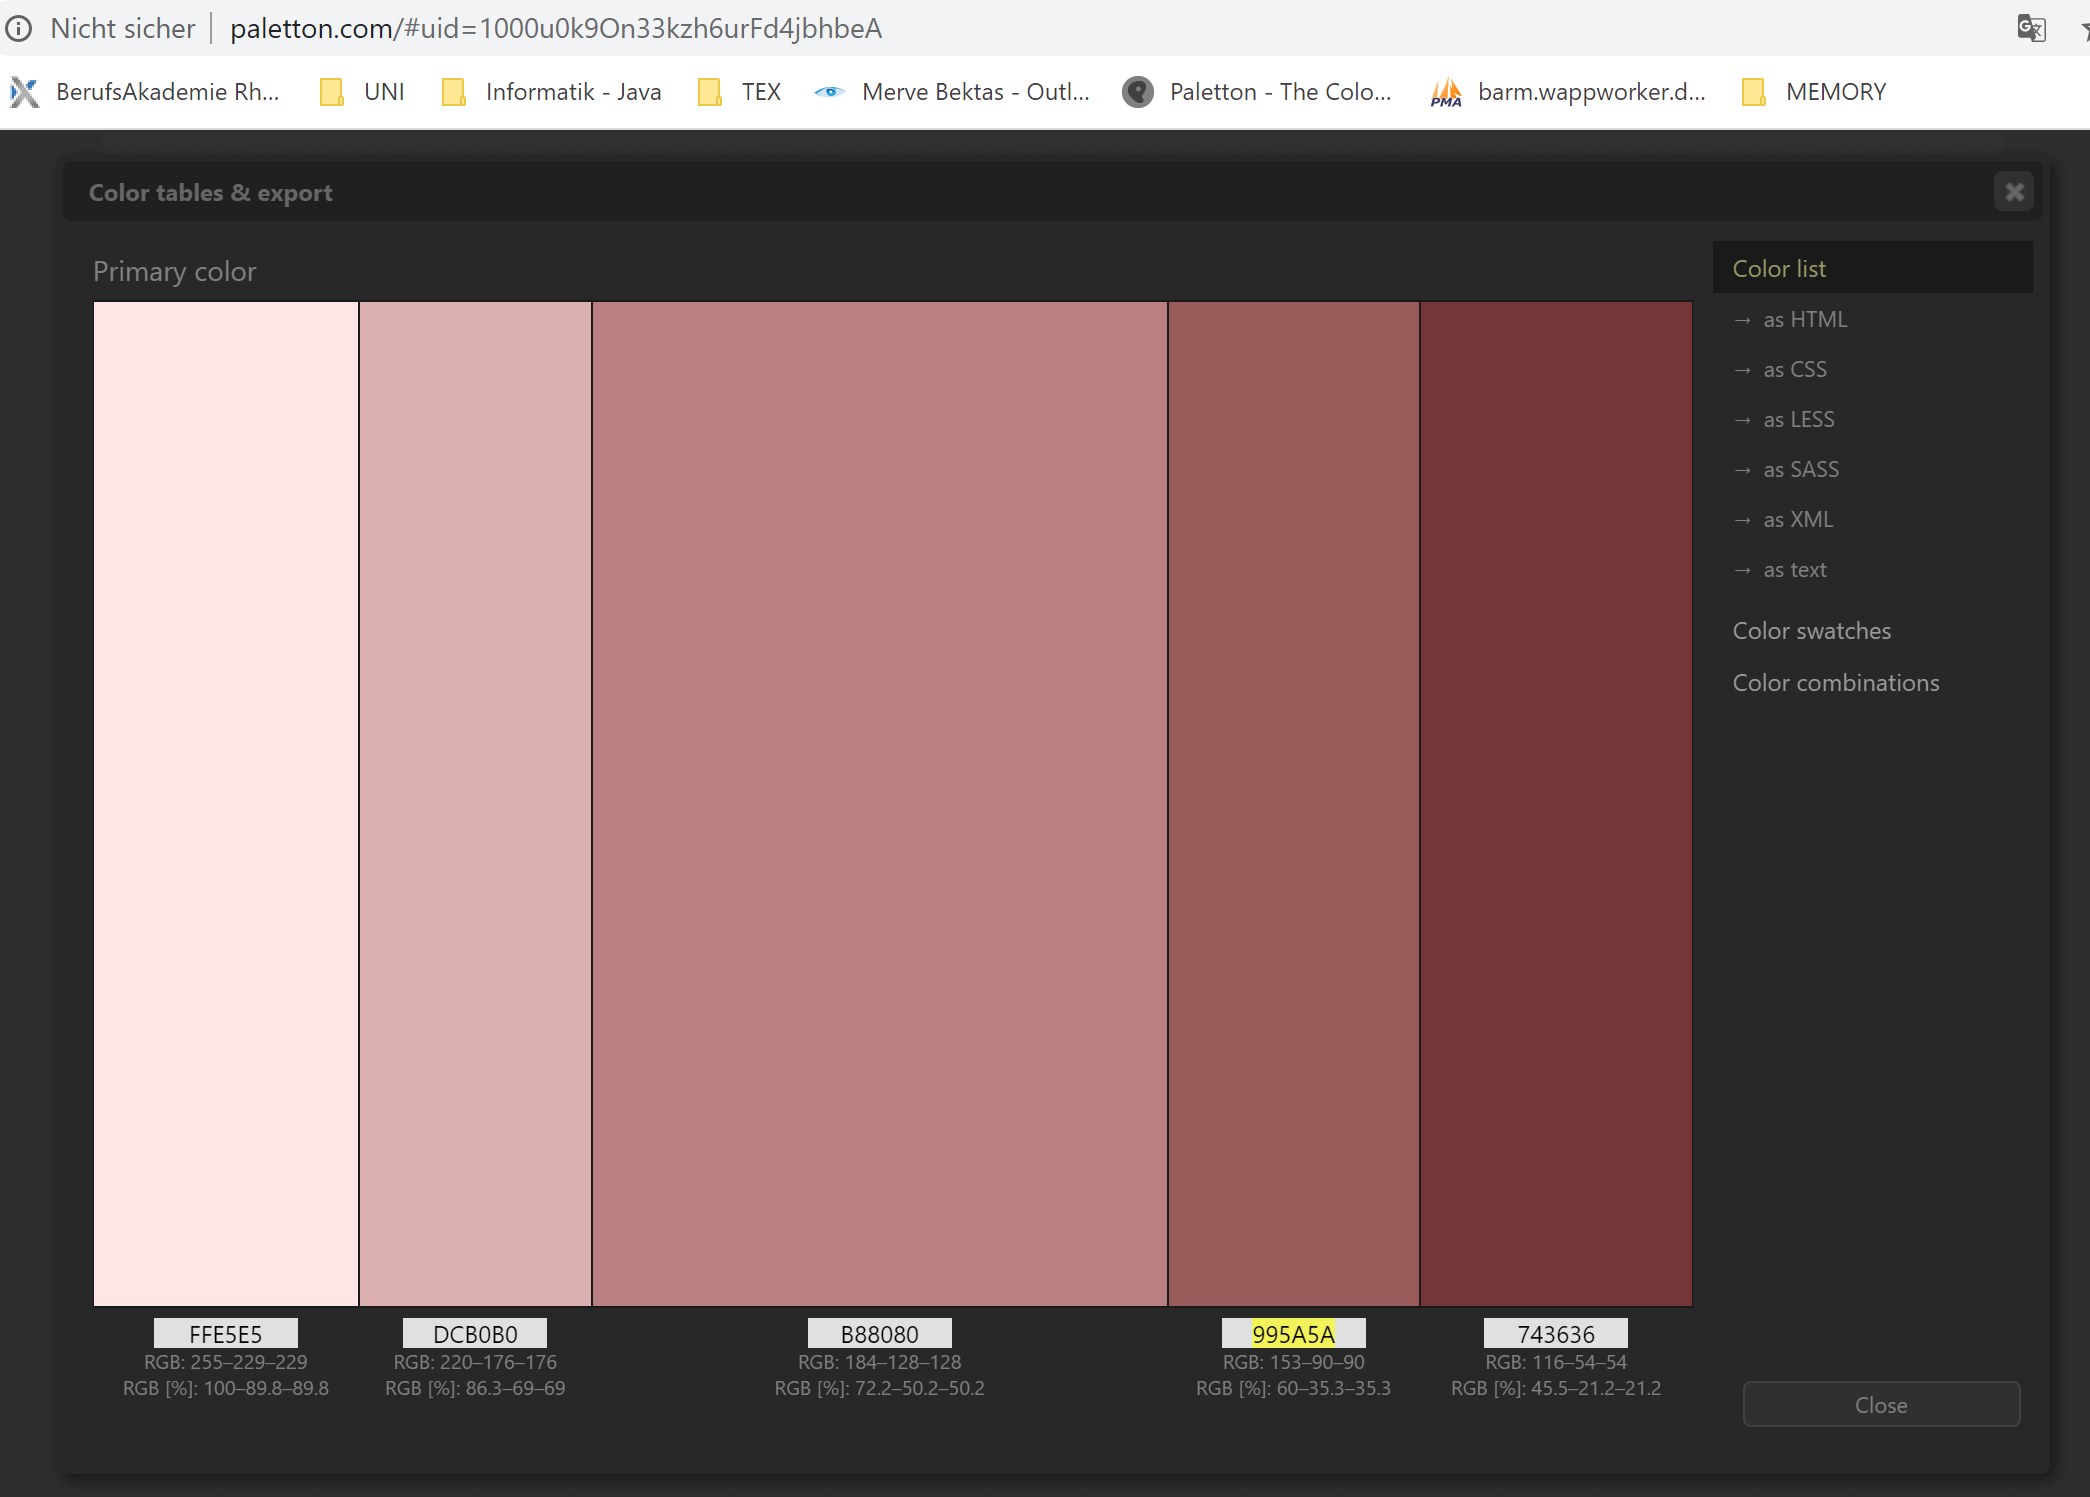 Nicht sicher | paletton.com/#uid=1000u0k9On33kzh6urFd4jbhbeA
BerufsAkademie Rh... UNI Informatik - Java TEX Merve Bektas - Outl... Paletton - The Colo... PMA barm.wappworker.d... MEMORY
Color tables & export
Primary color
Color list
→ as HTML
→ as CSS
→ as LESS
→ as SASS
→ as XML
→ as text
Color swatches
Color combinations
FFE5E5 DCB0B0 B88080 995A5A 743636
RGB: 255–229–229 RGB: 220–176–176 RGB: 184–128–128 RGB: 153–90–90 RGB: 116–54–54
RGB [%]: 100–89.8–89.8 RGB [%]: 86.3–69–69 RGB [%]: 72.2–50.2–50.2 RGB [%]: 60–35.3–35.3 RGB [%]: 45.5–21.2–21.2
Close